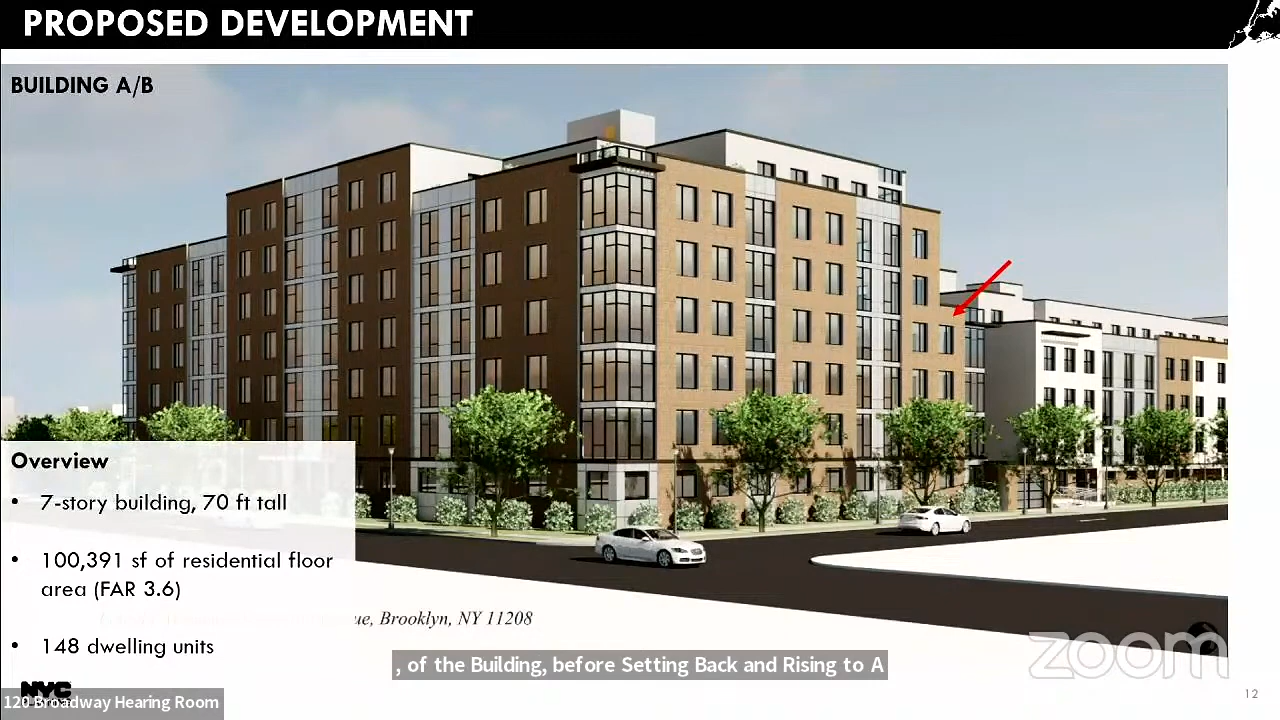 PROPOSED DEVELOPMENT
BUILDING A/B
Overview
• 7-story building, 70 ft tall
• 100,391 sf of residential floor
area (FAR 3.6)
• 148 dwelling units
ue, Brooklyn, NY 11208
, of the Building, before Setting Back and Rising to A
zoom
NYC
120 Broadway Hearing Room
12